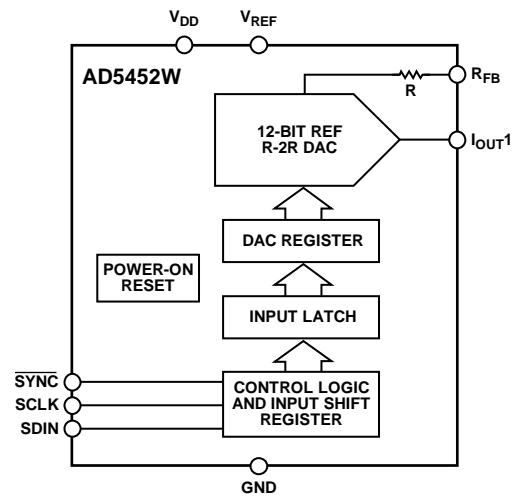 VDD
VREF
AD5452W
RFB
R
12-BIT REF
R-2R DAC
IOUT1
DAC REGISTER
POWER-ON
RESET
INPUT LATCH
SYNC
SCLK
SDIN
CONTROL LOGIC
AND INPUT SHIFT
REGISTER
GND